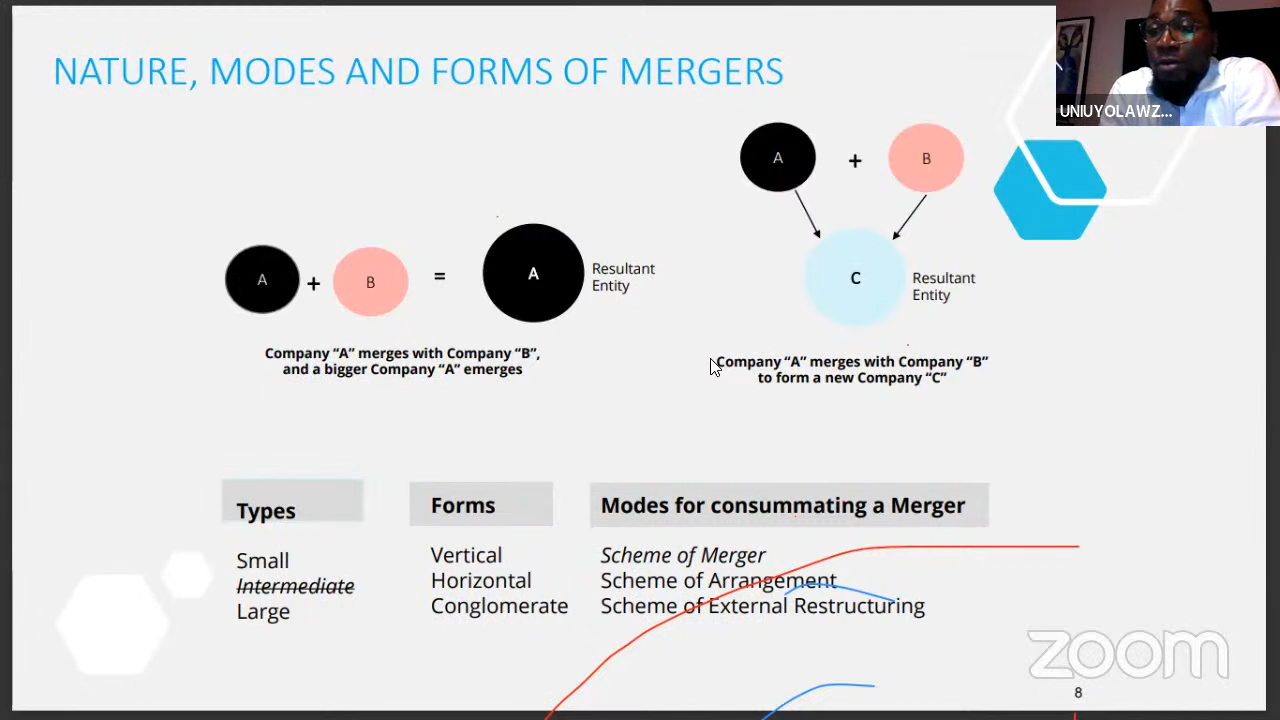 NATURE, MODES AND FORMS OF MERGERS
UNIUYOLAWZ...
A
+
B
C
Resultant
Entity
Company “A” merges with Company “B”
to form a new Company “C”
A
+
B
=
A
Resultant
Entity
Company “A” merges with Company “B”,
and a bigger Company “A” emerges
Types
Small
Intermediate
Large
Forms
Vertical
Horizontal
Conglomerate
Modes for consummating a Merger
Scheme of Merger
Scheme of Arrangement
Scheme of External Restructuring
zoom
8